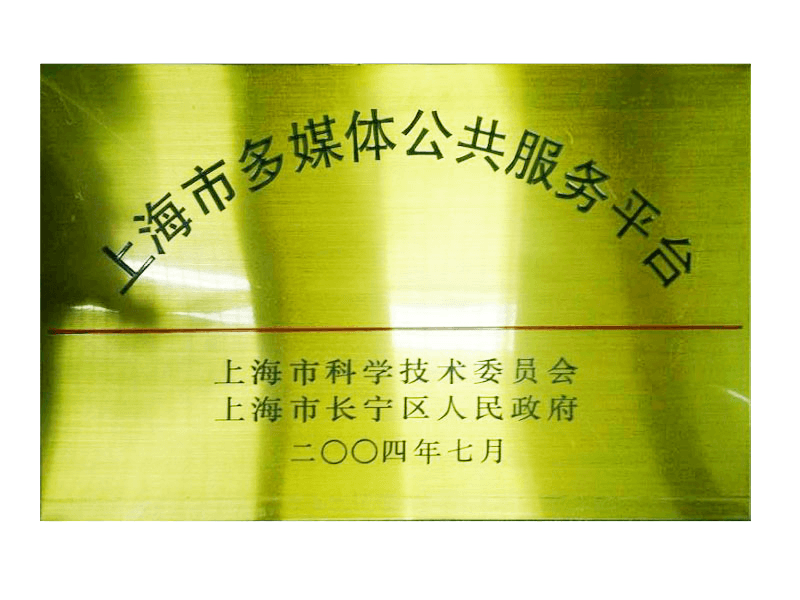 上海市多媒体公共服务平台
上海市科学技术委员会
上海市长宁区人民政府
二〇〇四年七月